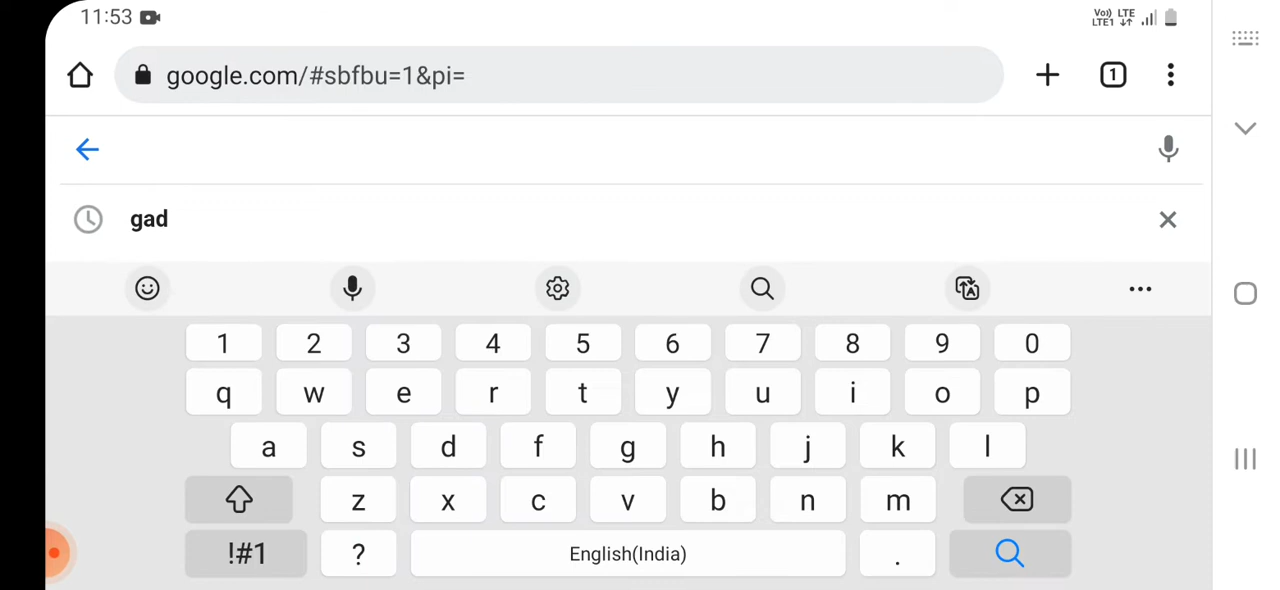 11:53
Vo) LTE
LTE1
google.com/#sbfbu=1&pi=
1
gad
1 2 3 4 5 6 7 8 9 0
q w e r t y u i o p
a s d f g h j k l
z x c v b n m
!#1 ? English(India) .